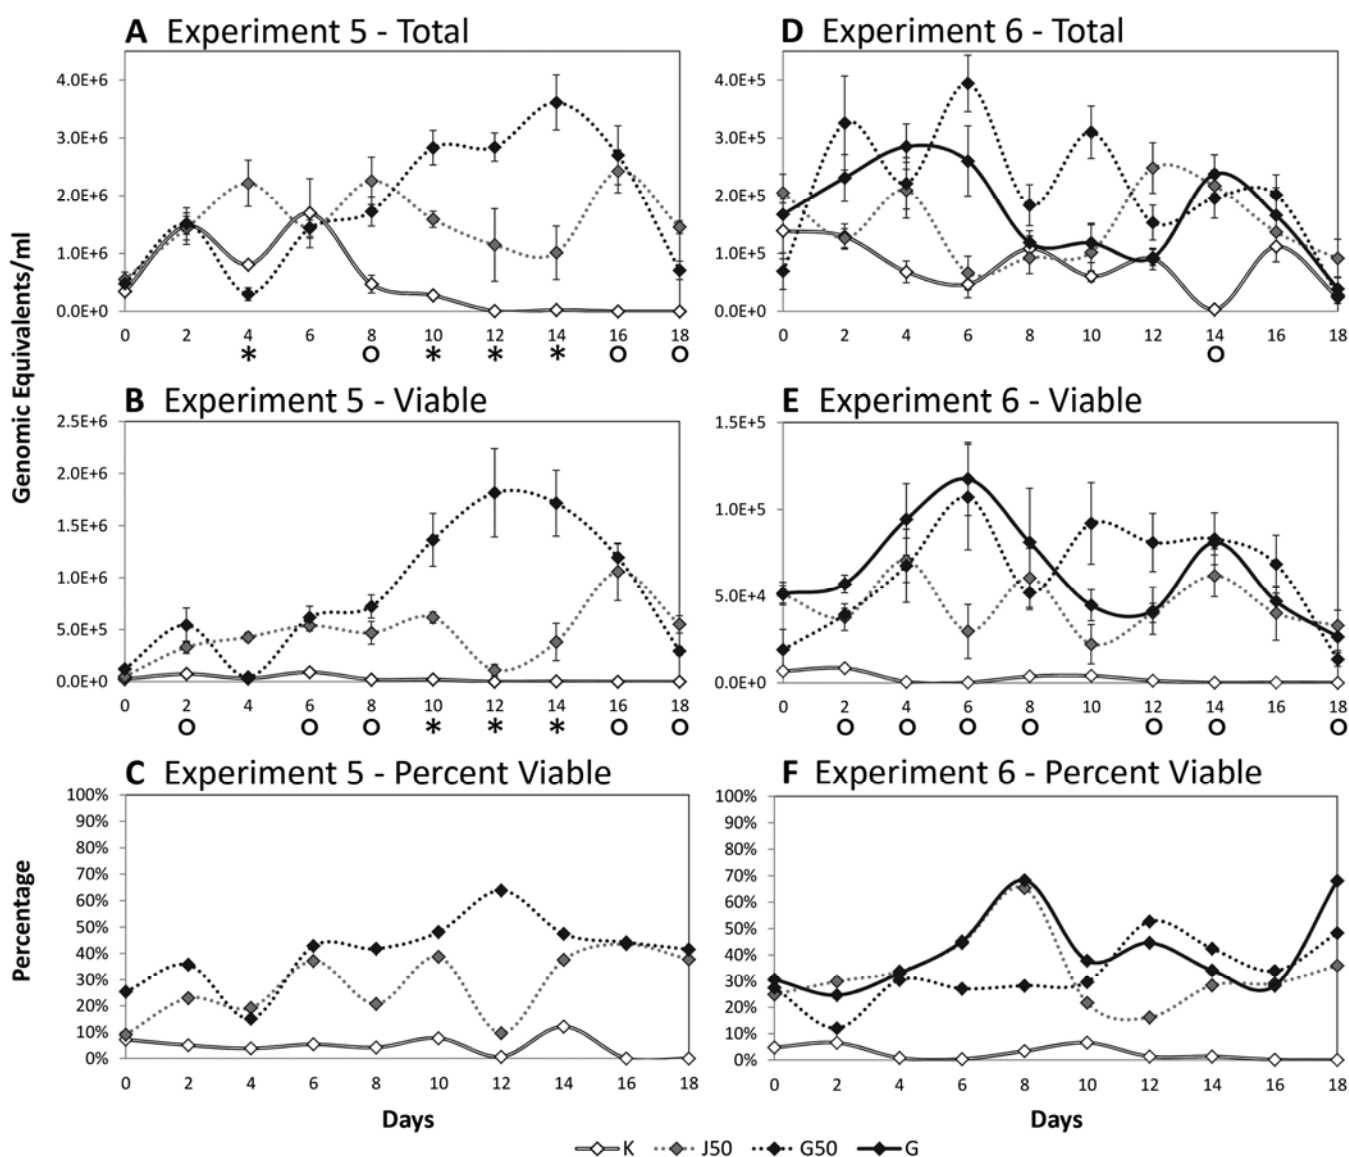 A Experiment 5 - Total
4.0E+6
3.0E+6
2.0E+6
1.0E+6
0.0E+0
0 2 4 6 8 10 12 14 16 18
* O * * * O O
B Experiment 5 - Viable
2.5E+6
2.0E+6
1.5E+6
1.0E+6
5.0E+5
0.0E+0
0 2 4 6 8 10 12 14 16 18
O O O * * * O O
Genomic Equivalents/ml
C Experiment 5 - Percent Viable
100%
90%
80%
70%
60%
50%
40%
30%
20%
10%
0%
0 2 4 6 8 10 12 14 16 18
Percentage
Days
D Experiment 6 - Total
4.0E+5
3.0E+5
2.0E+5
1.0E+5
0.0E+0
0 2 4 6 8 10 12 14 16 18
O
E Experiment 6 - Viable
1.5E+5
1.0E+5
5.0E+4
0.0E+0
0 2 4 6 8 10 12 14 16 18
O O O O O O O
F Experiment 6 - Percent Viable
100%
90%
80%
70%
60%
50%
40%
30%
20%
10%
0%
0 2 4 6 8 10 12 14 16 18
Days
K J50 G50 G